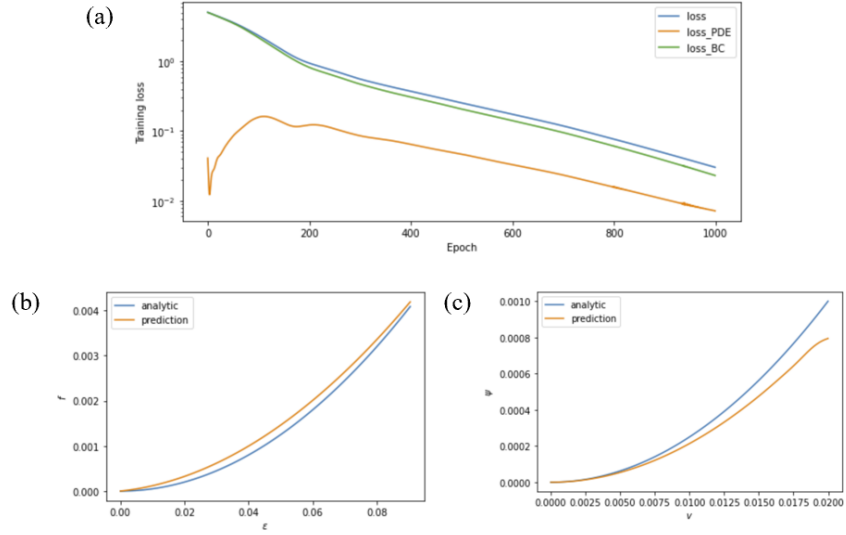 (a)
Training loss
10⁰
10⁻¹
10⁻²
loss
loss_PDE
loss_BC
0 200 400 600 800 1000
Epoch
(b)
f
0.004
0.003
0.002
0.001
0.000
analytic
prediction
0.00 0.02 0.04 0.06 0.08
ε
(c)
ψ
0.0010
0.0008
0.0006
0.0004
0.0002
0.0000
analytic
prediction
0.0000 0.0025 0.0050 0.0075 0.0100 0.0125 0.0150 0.0175 0.0200
v